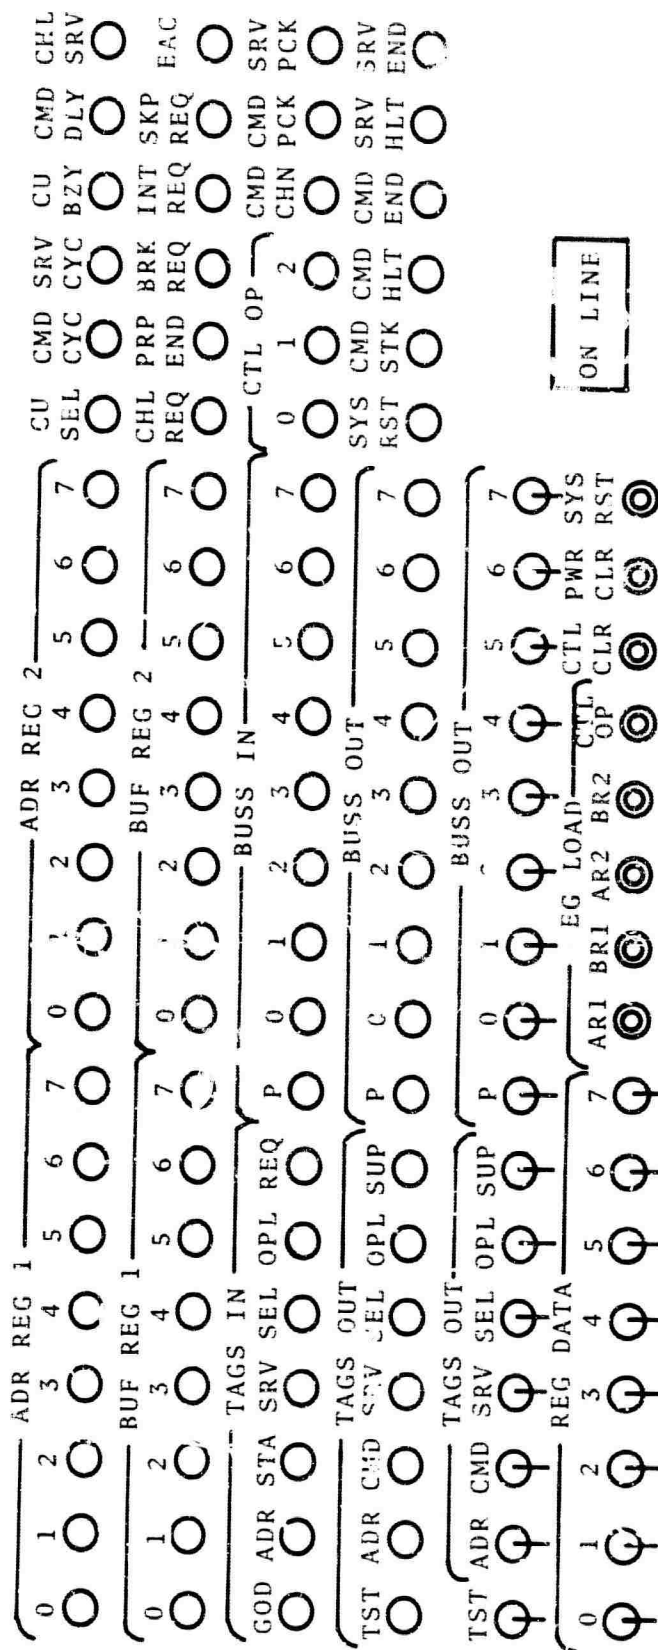 ADR REG 1 ADR REC 2 CU SEL CMD CYC SRV CYC CU BZY CMD DLY CHL SRV
0 1 2 3 4 5 6 7 0 1 2 3 4 5 6 7
BUF REG 1 BUF REG 2 CHL REQ PRP END BRK REQ INT REQ SKP REQ EAC
0 1 2 3 4 5 6 7 0 2 3 4 5 6 7
TAGS IN BUSS IN CTL OP CMD CHN CMD PCK SRV PCK
GOD ADR STA SRV SEL OPL REQ P 0 1 2 3 4 5 6 7 0 1 2
TAGS OUT BUSS OUT SYS RST CMD STK CMD HLT CMD END SRV HLT SRV END
TST ADR CMD SRV SEL OPL SUP P 0 1 2 3 4 5 6 7
TAGS OUT BUSS OUT
TST ADR CMD SRV SEL OPL SUP P 0 1 3 4 5 6 7
ON LINE
REG DATA EG LOAD CTL CLR PWR CLR SYS RST
0 1 2 3 4 5 6 7 AR1 BR1 AR2 BR2 CTL OP